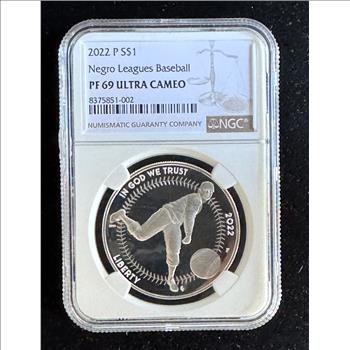 2022 P S$1
Negro Leagues Baseball
PF 69 ULTRA CAMEO
8375851-002
NUMISMATIC GUARANTY COMPANY
NGC
IN GOD WE TRUST
2022
LIBERTY